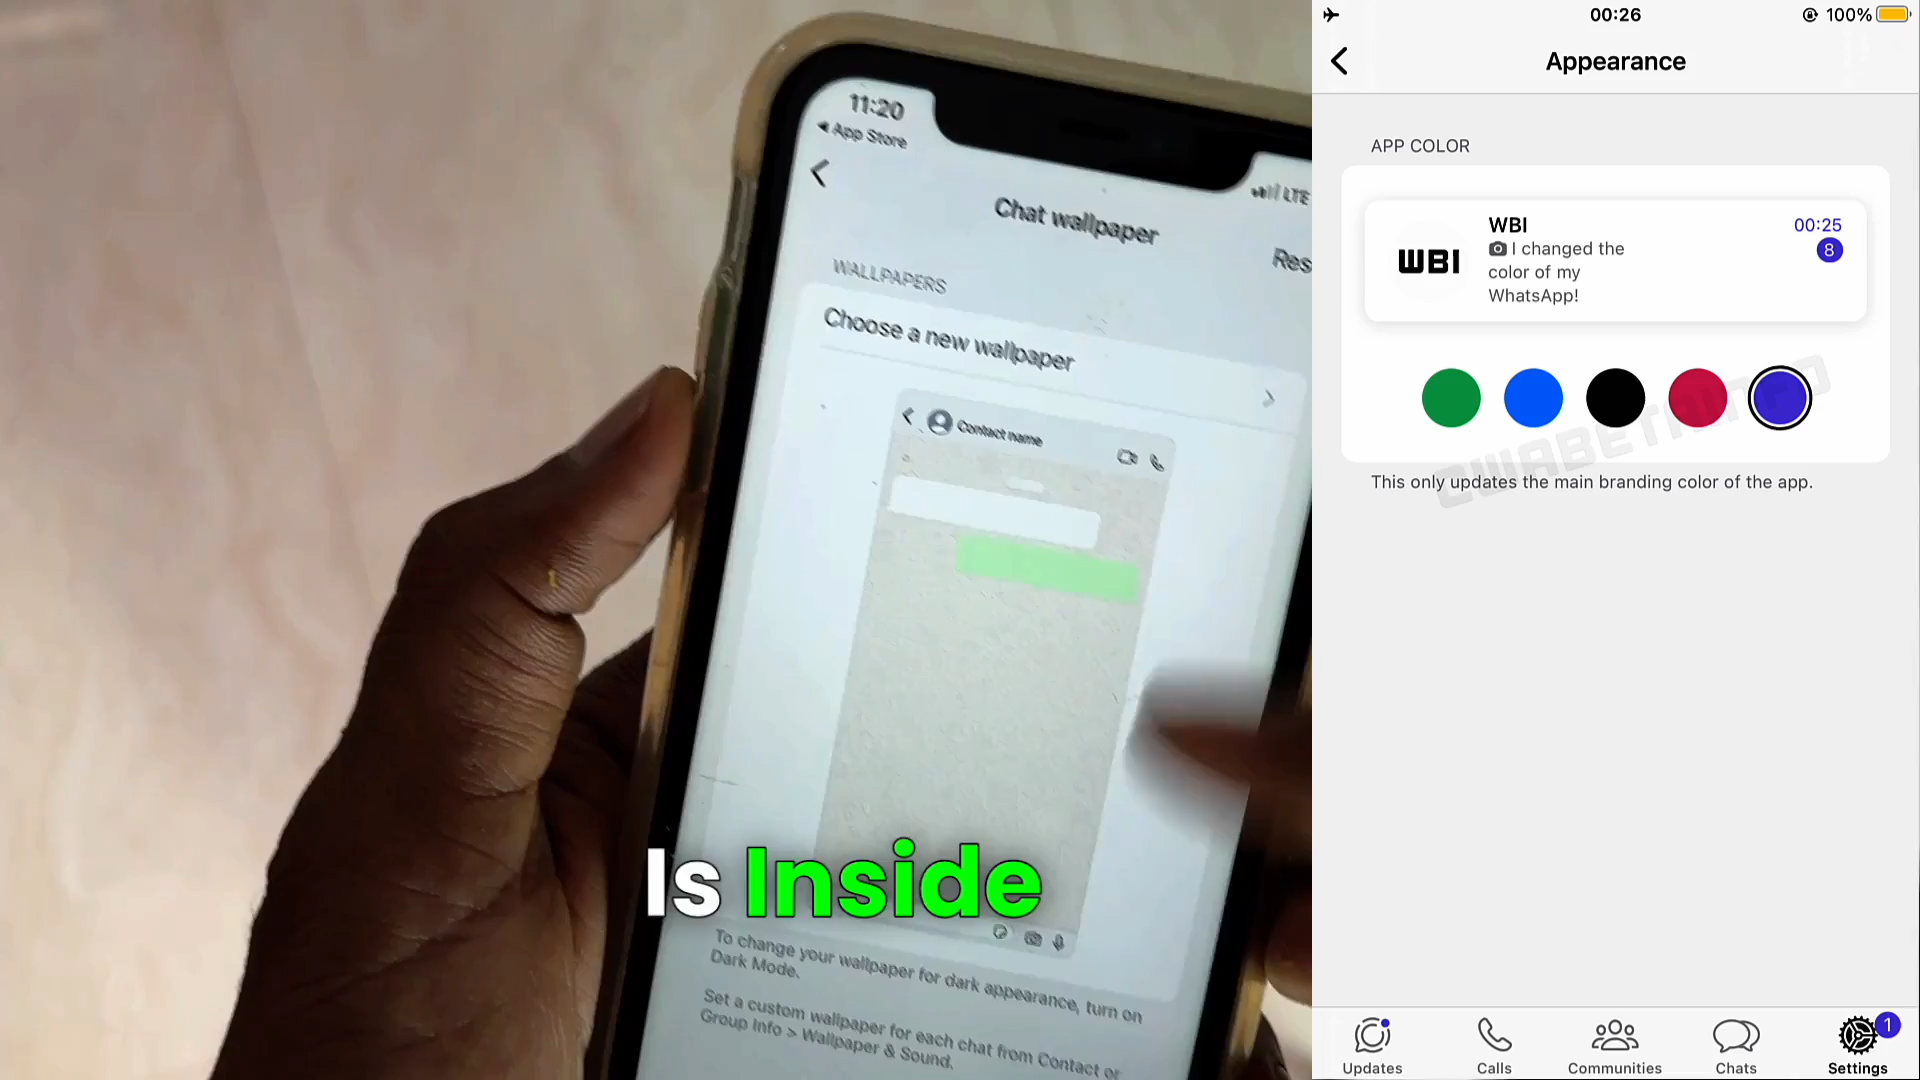 11:20
App Store
LTE
Chat wallpaper
Res
WALLPAPERS
Choose a new wallpaper
Contact name
Is Inside
To change your wallpaper for dark appearance, turn on
Dark Mode.
Set a custom wallpaper for each chat from Contact or
Group Info > Wallpaper & Sound.
00:26
100%
Appearance
APP COLOR
WBI
WBI
00:25
I changed the
8
color of my
WhatsApp!
@WABETAINFO
This only updates the main branding color of the app.
Updates
Calls
Communities
Chats
Settings
1